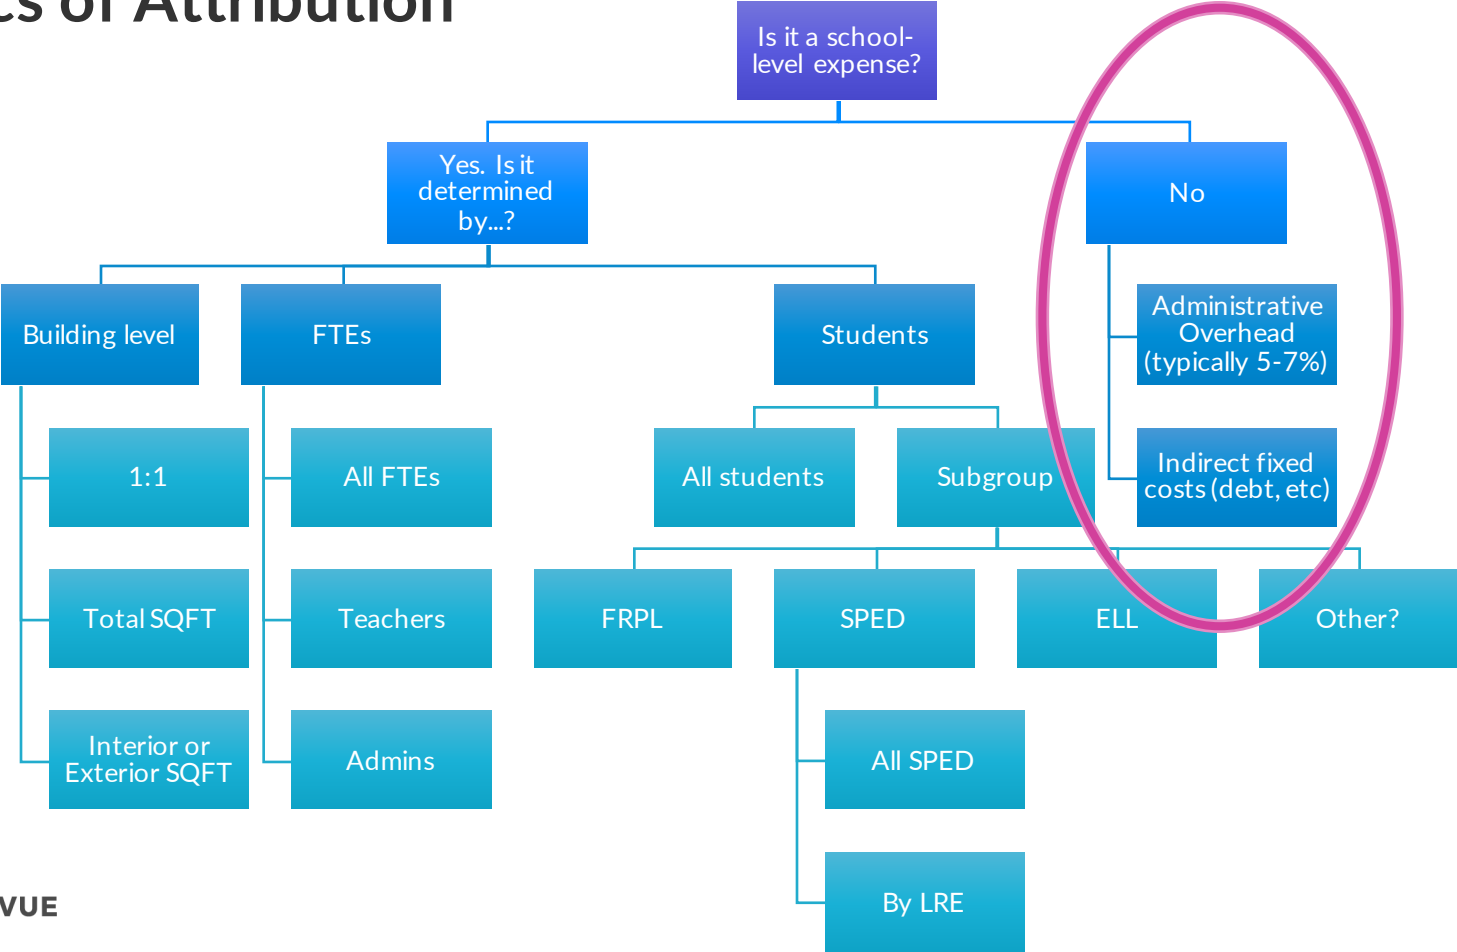 of Attribution
Is it a school-
level expense?
Yes. Is it
determined
by...?
No
Building level
FTEs
Students
Administrative
Overhead
(typically 5-7%)
1:1
All FTEs
All students
Subgroup
Indirect fixed
costs (debt, etc)
Total SQFT
Teachers
FRPL
SPED
ELL
Other?
Interior or
Exterior SQFT
Admins
All SPED
By LRE
VUE